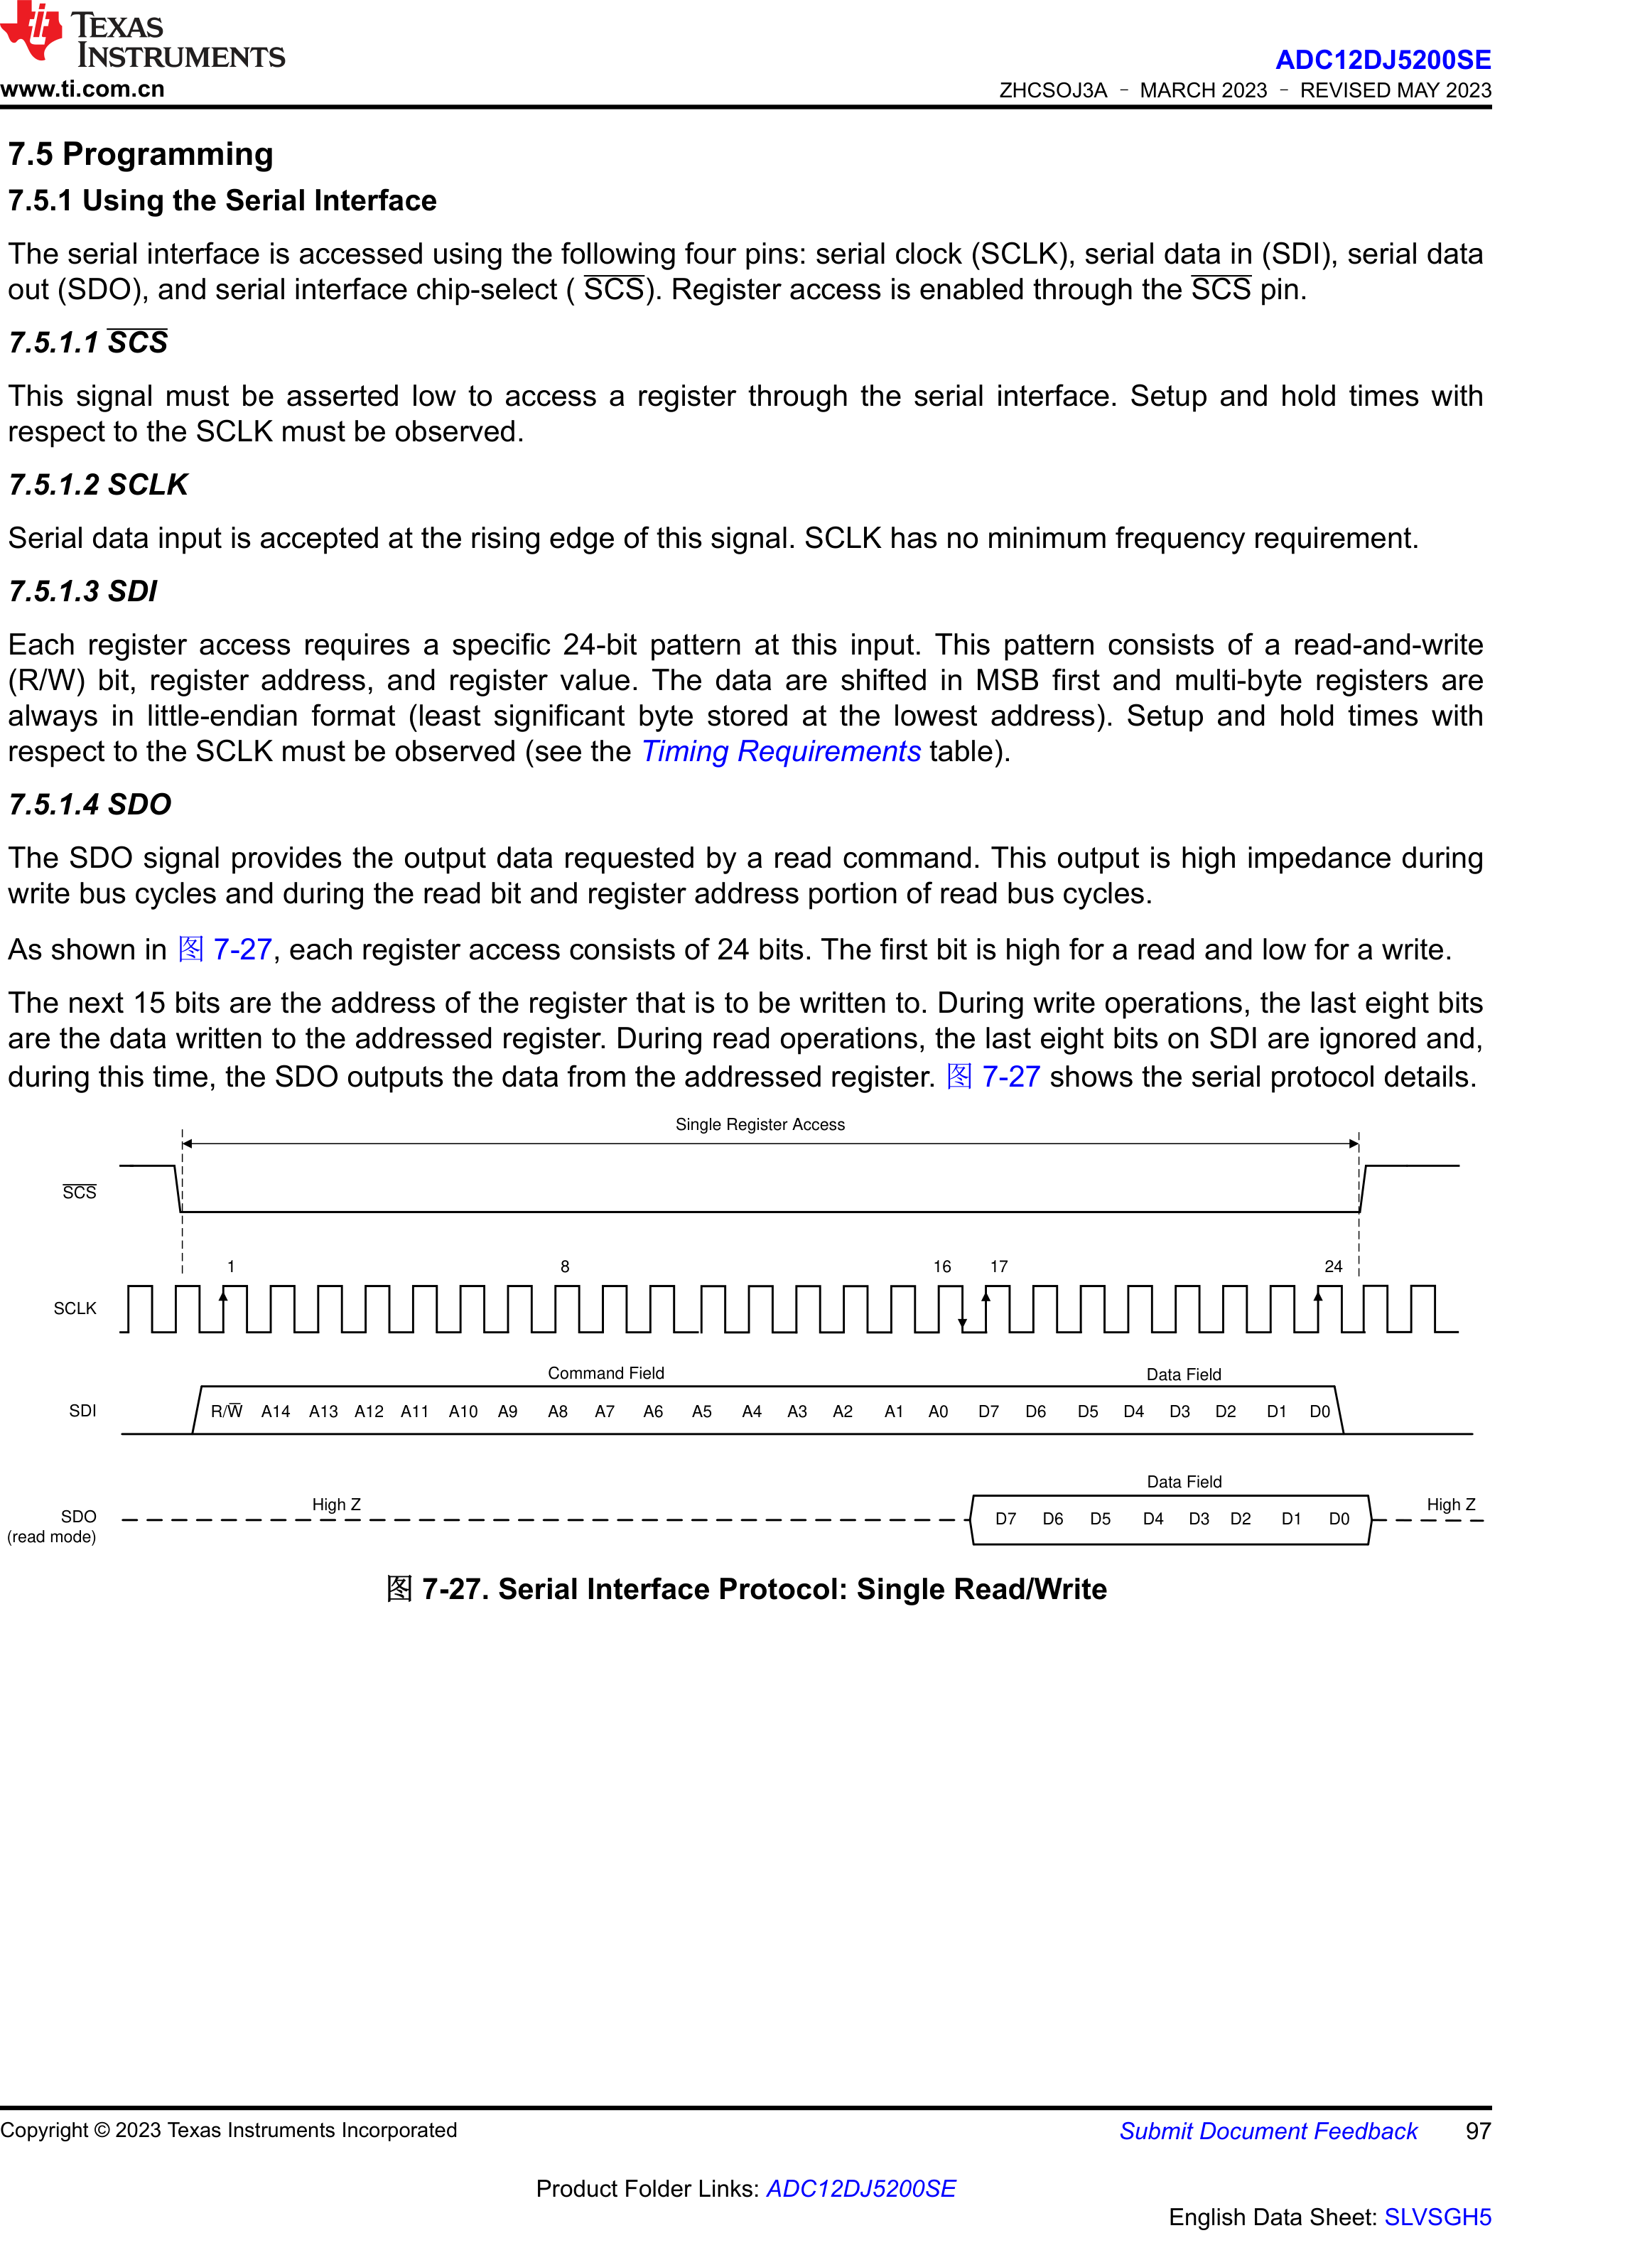 TEXAS
INSTRUMENTS
www.ti.com.cn
ADC12DJ5200SE
ZHCSOJ3A – MARCH 2023 – REVISED MAY 2023
7.5 Programming
7.5.1 Using the Serial Interface
The serial interface is accessed using the following four pins: serial clock (SCLK), serial data in (SDI), serial data
out (SDO), and serial interface chip-select ( SCS). Register access is enabled through the SCS pin.
7.5.1.1 SCS
This signal must be asserted low to access a register through the serial interface. Setup and hold times with
respect to the SCLK must be observed.
7.5.1.2 SCLK
Serial data input is accepted at the rising edge of this signal. SCLK has no minimum frequency requirement.
7.5.1.3 SDI
Each register access requires a specific 24-bit pattern at this input. This pattern consists of a read-and-write
(R/W) bit, register address, and register value. The data are shifted in MSB first and multi-byte registers are
always in little-endian format (least significant byte stored at the lowest address). Setup and hold times with
respect to the SCLK must be observed (see the Timing Requirements table).
7.5.1.4 SDO
The SDO signal provides the output data requested by a read command. This output is high impedance during
write bus cycles and during the read bit and register address portion of read bus cycles.
As shown in 图 7-27, each register access consists of 24 bits. The first bit is high for a read and low for a write.
The next 15 bits are the address of the register that is to be written to. During write operations, the last eight bits
are the data written to the addressed register. During read operations, the last eight bits on SDI are ignored and,
during this time, the SDO outputs the data from the addressed register. 图 7-27 shows the serial protocol details.
Single Register Access
SCS
1 8 16 17 24
SCLK
Command Field Data Field
SDI R/W A14 A13 A12 A11 A10 A9 A8 A7 A6 A5 A4 A3 A2 A1 A0 D7 D6 D5 D4 D3 D2 D1 D0
Data Field
High Z High Z
SDO D7 D6 D5 D4 D3 D2 D1 D0
(read mode)
图 7-27. Serial Interface Protocol: Single Read/Write
Copyright © 2023 Texas Instruments Incorporated
Submit Document Feedback 97
Product Folder Links: ADC12DJ5200SE
English Data Sheet: SLVSGH5